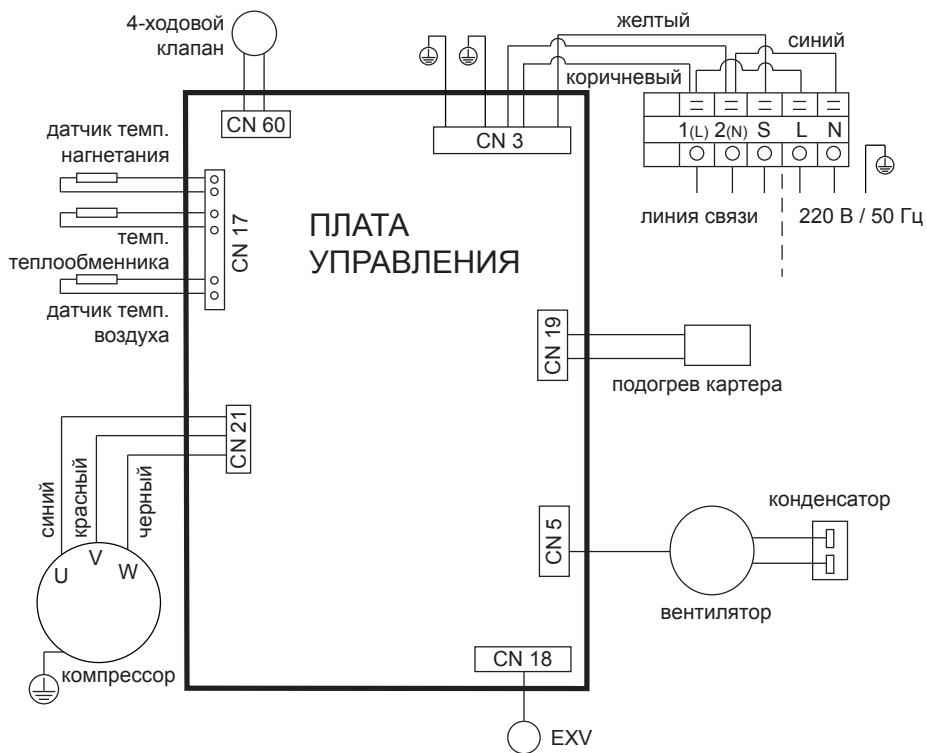 4-ходовой
клапан
желтый
синий
коричневый
CN 60
CN 3
1(L) 2(N) S L N
линия связи
220 В / 50 Гц
датчик темп.
нагнетания
темп.
теплообменника
датчик темп.
воздуха
CN 17
ПЛАТА
УПРАВЛЕНИЯ
CN 19
подогрев картера
CN 21
синий
красный
черный
U V W
компрессор
CN 5
конденсатор
вентилятор
CN 18
EXV